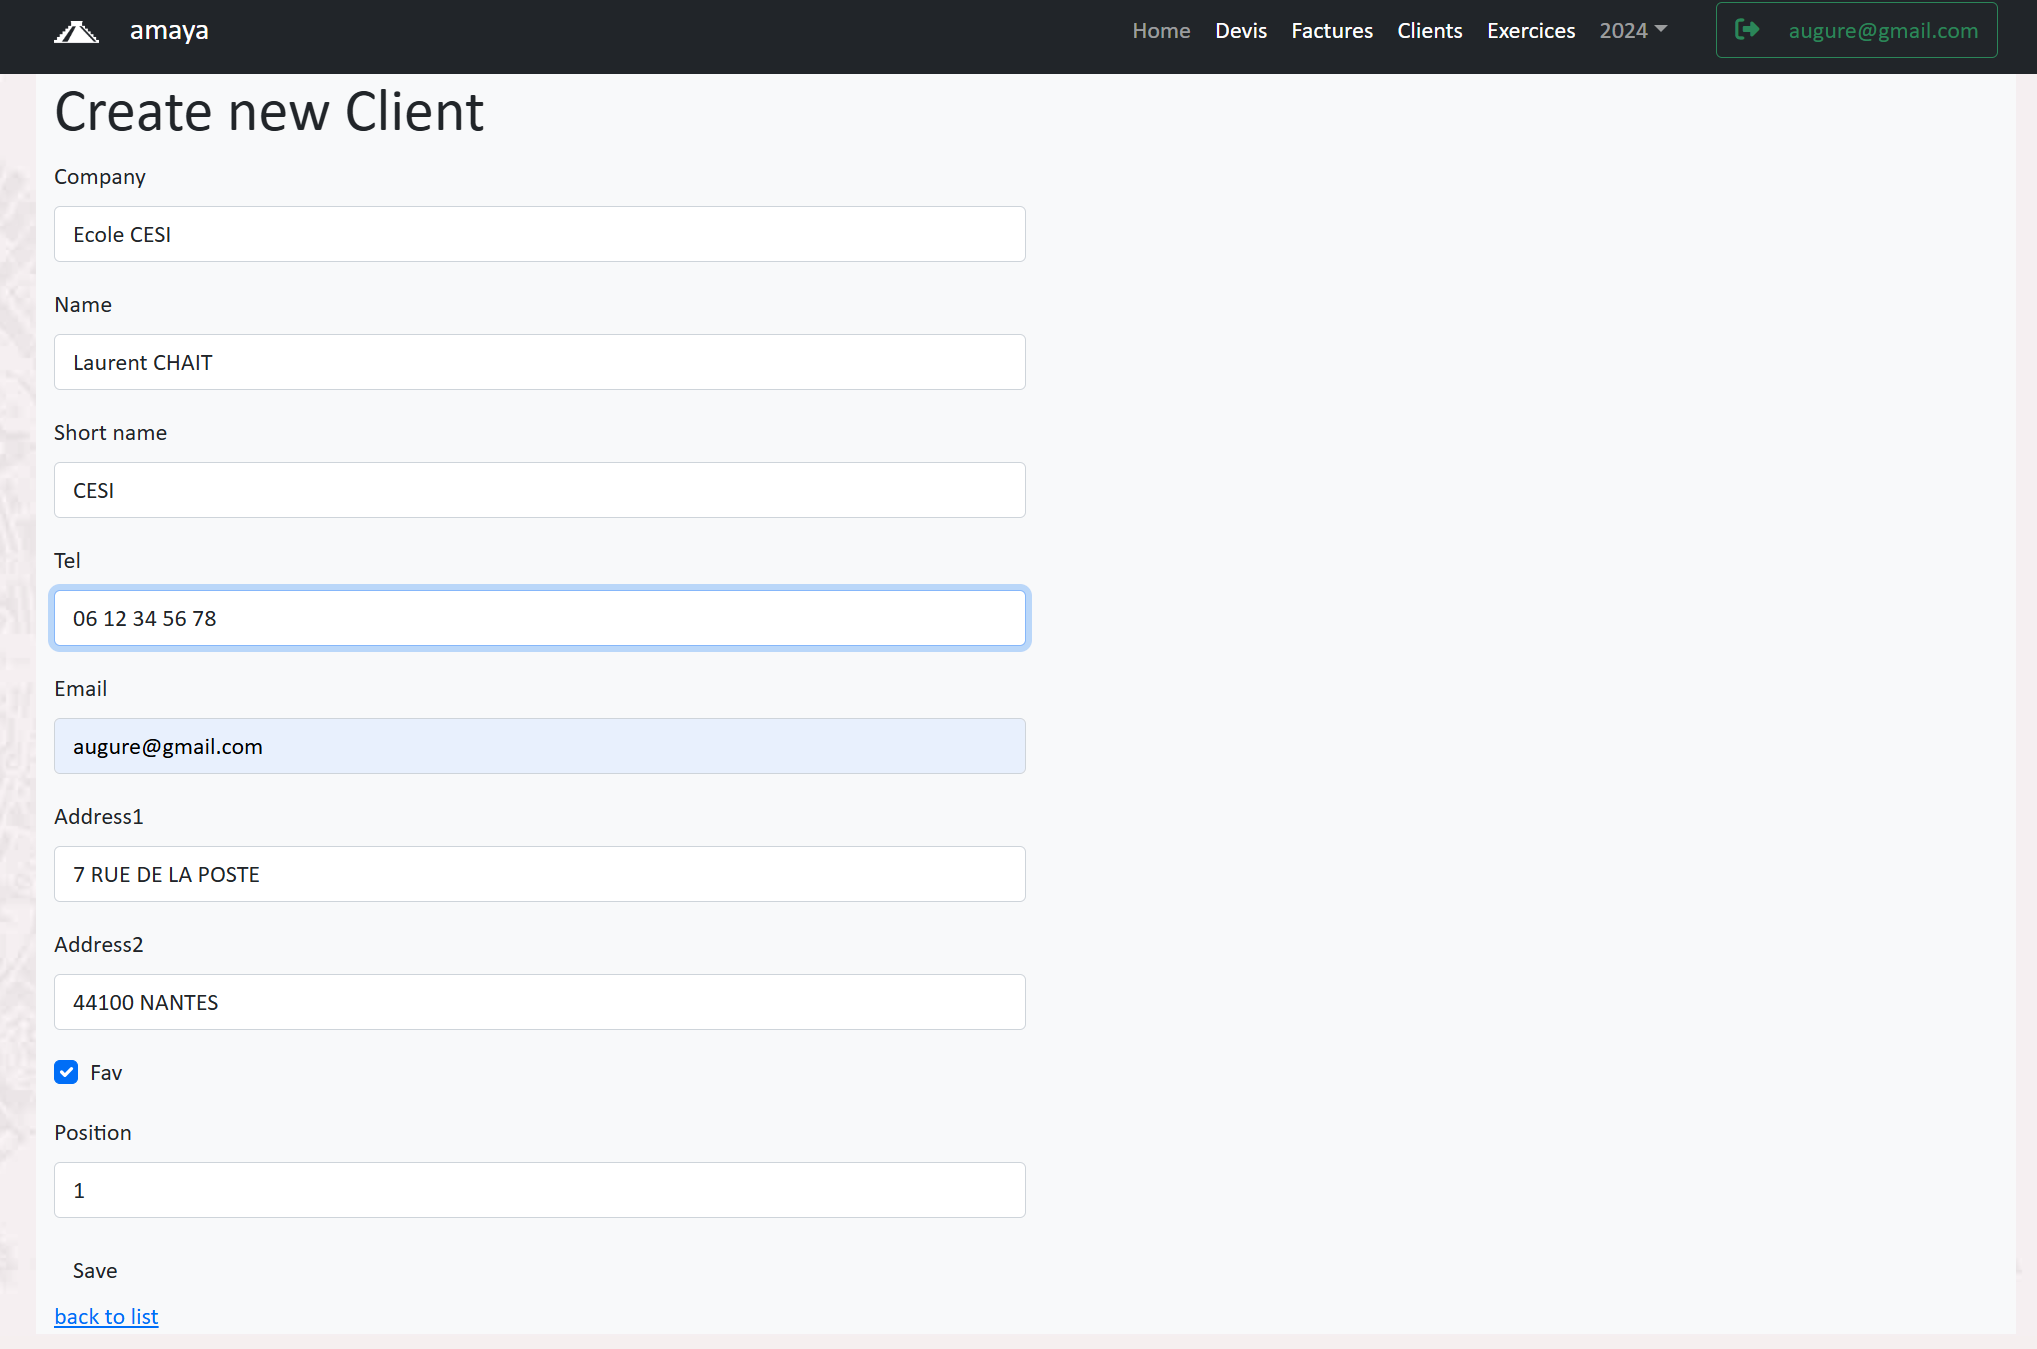 amaya
Home Devis Factures Clients Exercices 2024 augure@gmail.com
Create new Client
Company
Ecole CESI
Name
Laurent CHAIT
Short name
CESI
Tel
06 12 34 56 78
Email
augure@gmail.com
Address1
7 RUE DE LA POSTE
Address2
44100 NANTES
Fav
Position
1
Save
back to list